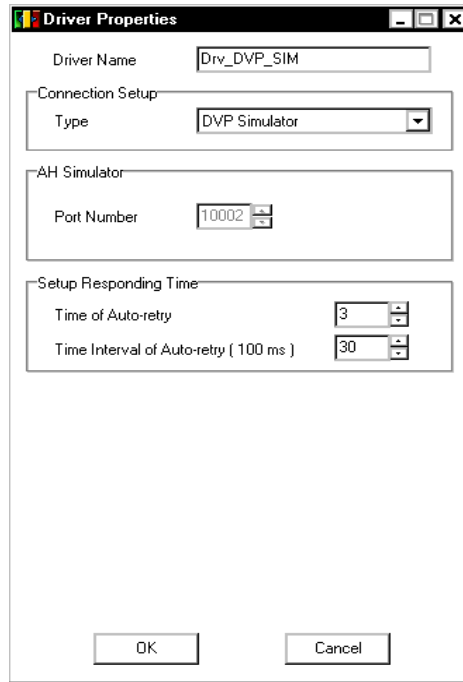 Driver Properties
Driver Name Drv_DVP_SIM
Connection Setup
Type DVP Simulator
AH Simulator
Port Number 10002
Setup Responding Time
Time of Auto-retry 3
Time Interval of Auto-retry ( 100 ms ) 30
OK Cancel